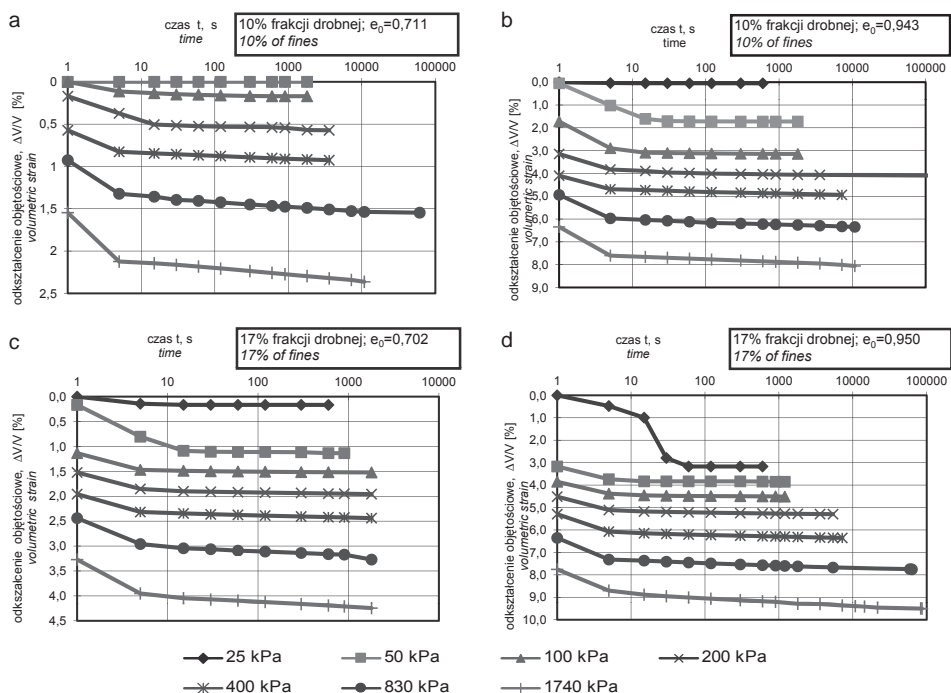 a
czas t, s
time
10% frakcji drobnej; e0=0,711
10% of fines
1 10 100 1000 10000 100000
0
0,5
1
1,5
2
2,5
odkształcenie objętościowe, ΔV/V [%]
volumetric strain
b
czas t, s
time
10% frakcji drobnej; e0=0,943
10% of fines
1 10 100 1000 10000 100000
0,0
1,0
2,0
3,0
4,0
5,0
6,0
7,0
8,0
9,0
odkształcenie objętościowe, ΔV/V [%]
volumertic strain
c
czas t, s
time
17% frakcji drobnej; e0=0,702
17% of fines
1 10 100 1000 10000
0,0
0,5
1,0
1,5
2,0
2,5
3,0
3,5
4,0
4,5
odkszałcenie objętościowe, ΔV/V [%]
volumetric strain
d
czas t, s
time
17% frakcji drobnej; e0=0,950
17% of fines
1 10 100 1000 10000 100000
0,0
1,0
2,0
3,0
4,0
5,0
6,0
7,0
8,0
9,0
10,0
odkształcenie objętościowe, ΔV/V [%]
volumetric strain
25 kPa 50 kPa 100 kPa 200 kPa
400 kPa 830 kPa 1740 kPa